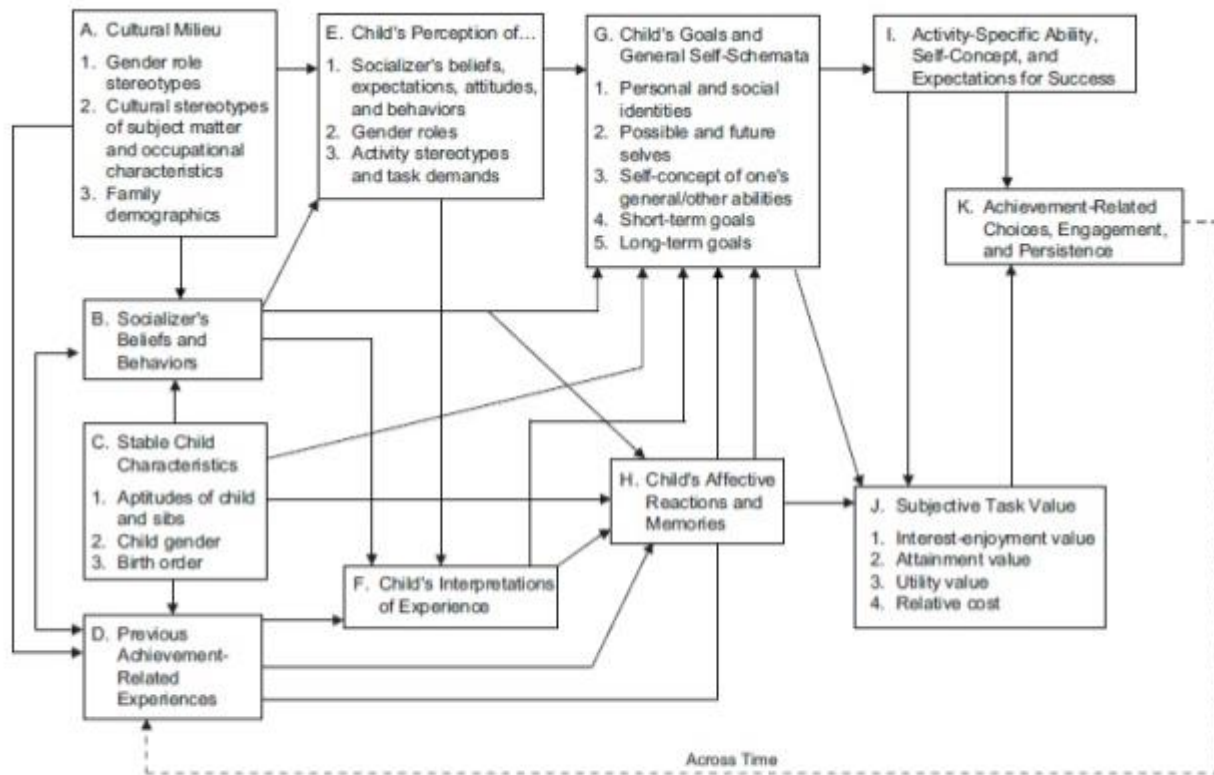 A. Cultural Milieu
1. Gender role
stereotypes
2. Cultural stereotypes
of subject matter
and occupational
characteristics
3. Family
demographics
B. Socializer's
Beliefs and
Behaviors
C. Stable Child
Characteristics
1. Aptitudes of child
and sibs
2. Child gender
3. Birth order
D. Previous
Achievement-
Related
Experiences
E. Child's Perception of...
1. Socializer's beliefs,
expectations, attitudes,
and behaviors
2. Gender roles
3. Activity stereotypes
and task demands
F. Child's Interpretations
of Experience
G. Child's Goals and
General Self-Schemata
1. Personal and social
identities
2. Possible and future
selves
3. Self-concept of one's
general/other abilities
4. Short-term goals
5. Long-term goals
H. Child's Affective
Reactions and
Memories
I. Activity-Specific Ability,
Self-Concept, and
Expectations for Success
J. Subjective Task Value
1. Interest-enjoyment value
2. Attainment value
3. Utility value
4. Relative cost
K. Achievement-Related
Choices, Engagement,
and Persistence
Across Time